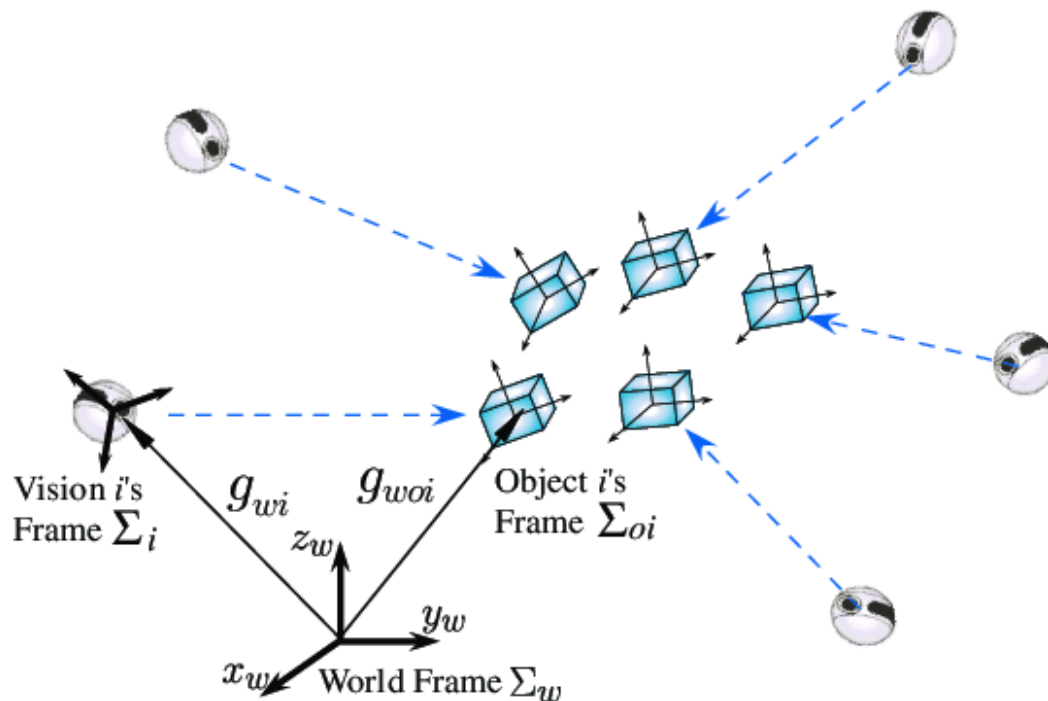 Vision i's
Frame Σ_i
g_wi
g_woi
Object i's
Frame Σ_oi
z_w
y_w
x_w
World Frame Σ_w